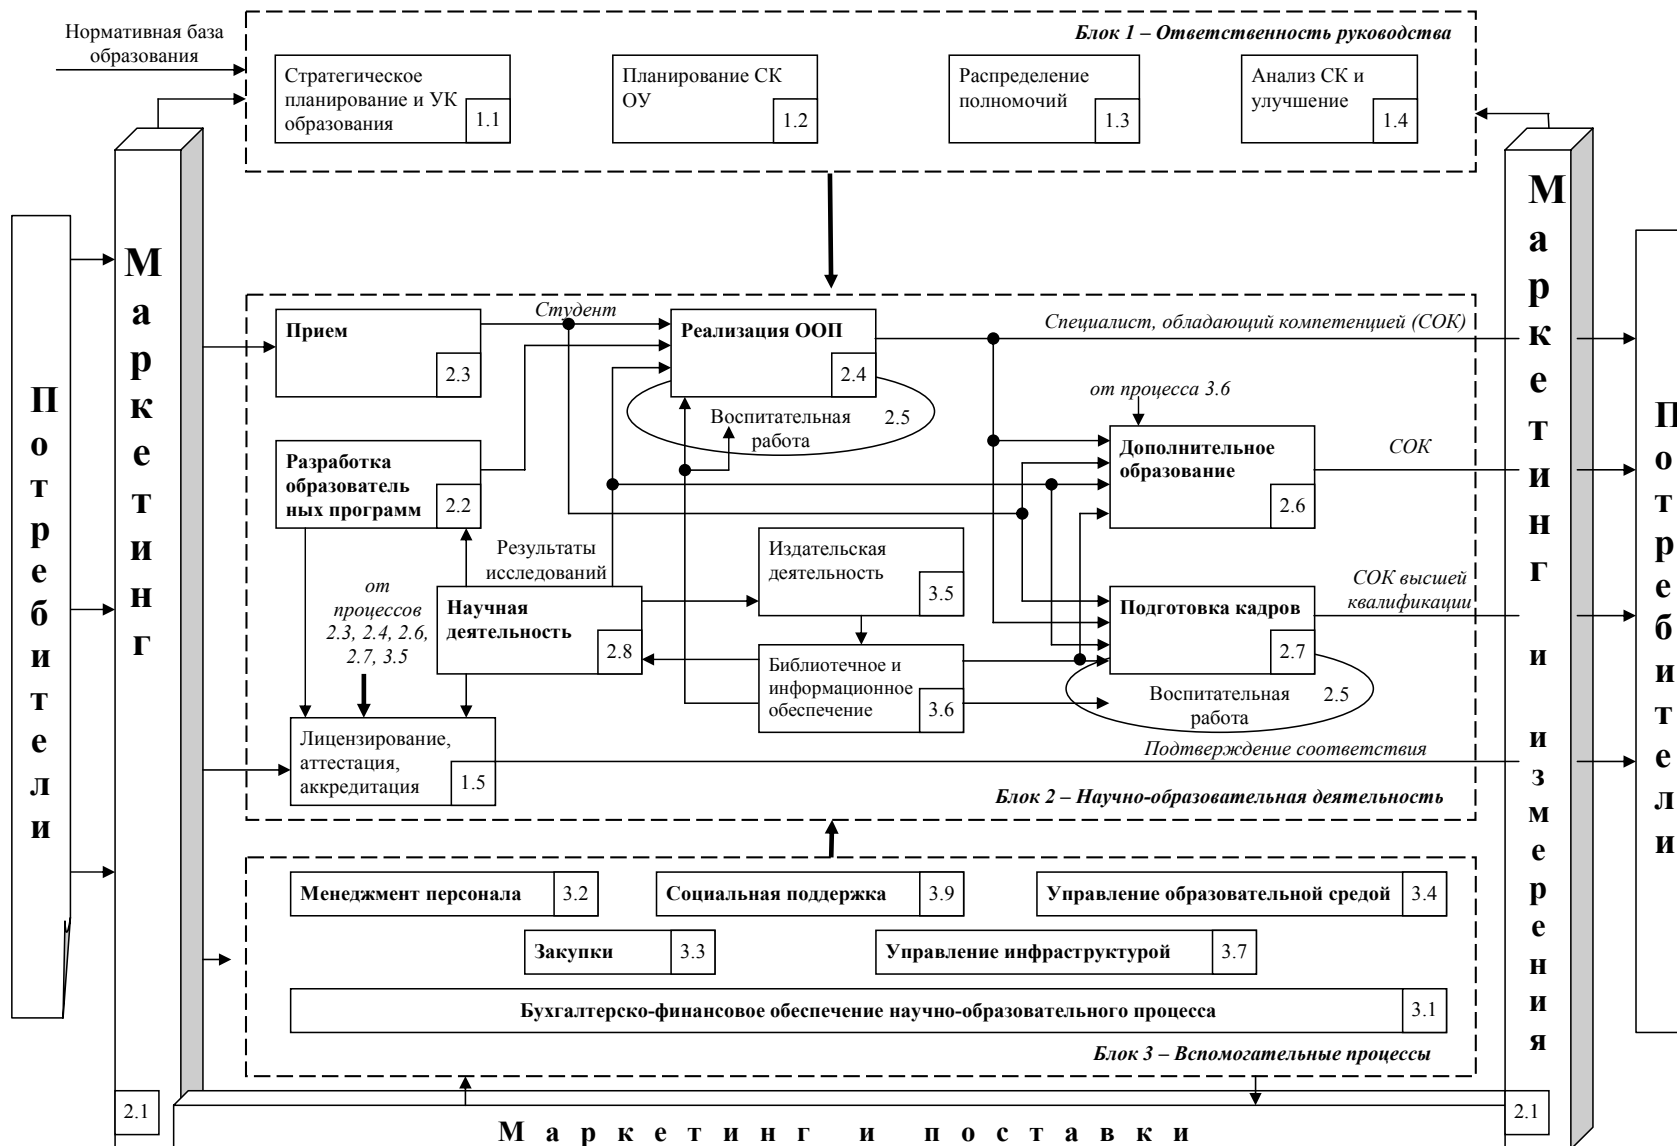 Нормативная база
образования
Блок 1 – Ответственность руководства
Стратегическое
планирование и УК
образования
1.1
Планирование СК
ОУ
1.2
Распределение
полномочий
1.3
Анализ СК и
улучшение
1.4
Потребители
Маркетинг
Прием
2.3
Студент
Реализация ООП
2.4
Воспитательная
работа
2.5
Специалист, обладающий компетенцией (СОК)
от процесса 3.6
Дополнительное
образование
2.6
СОК
Разработка
образователь
ных программ
2.2
Результаты
исследований
от
процессов
2.3, 2.4, 2.6,
2.7, 3.5
Научная
деятельность
2.8
Издательская
деятельность
3.5
Библиотечное и
информационное
обеспечение
3.6
Подготовка кадров
2.7
Воспитательная
работа
2.5
СОК высшей
квалификации
Лицензирование,
аттестация,
аккредитация
1.5
Подтверждение соответствия
Блок 2 – Научно-образовательная деятельность
Менеджмент персонала
3.2
Социальная поддержка
3.9
Управление образовательной средой
3.4
Закупки
3.3
Управление инфраструктурой
3.7
Бухгалтерско-финансовое обеспечение научно-образовательного процесса
3.1
Блок 3 – Вспомогательные процессы
Маркетинг и измерения
Потребители
2.1
Маркетинг и поставки
2.1